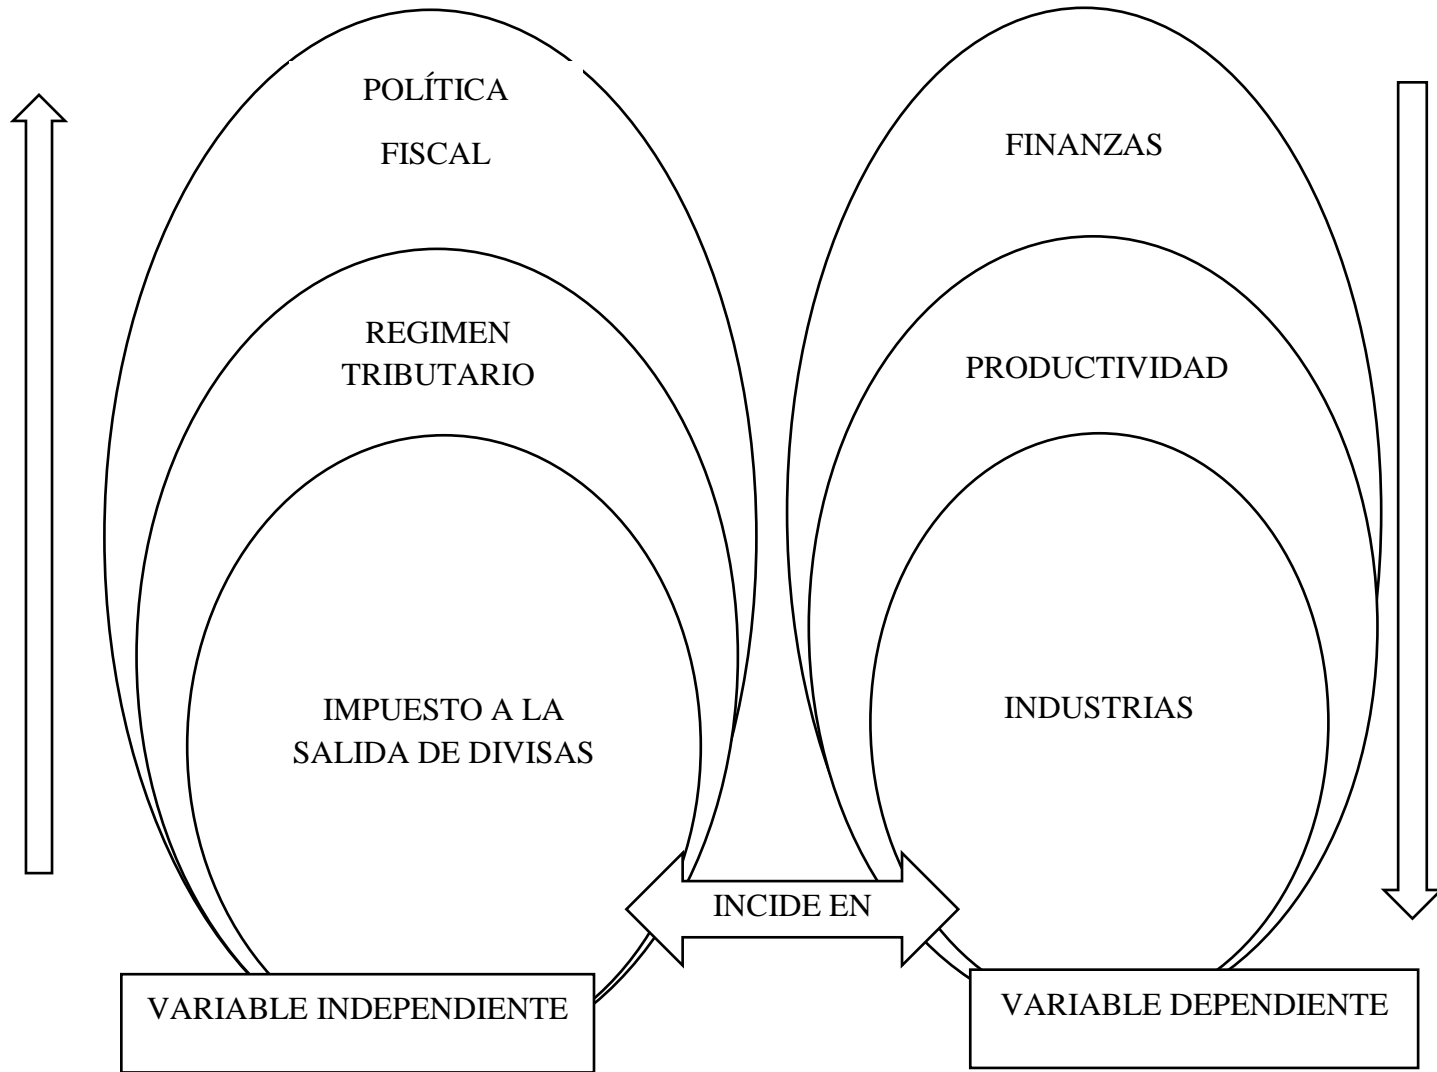 POLÍTICA
FISCAL
REGIMEN
TRIBUTARIO
IMPUESTO A LA
SALIDA DE DIVISAS
VARIABLE INDEPENDIENTE
INCIDE EN
FINANZAS
PRODUCTIVIDAD
INDUSTRIAS
VARIABLE DEPENDIENTE